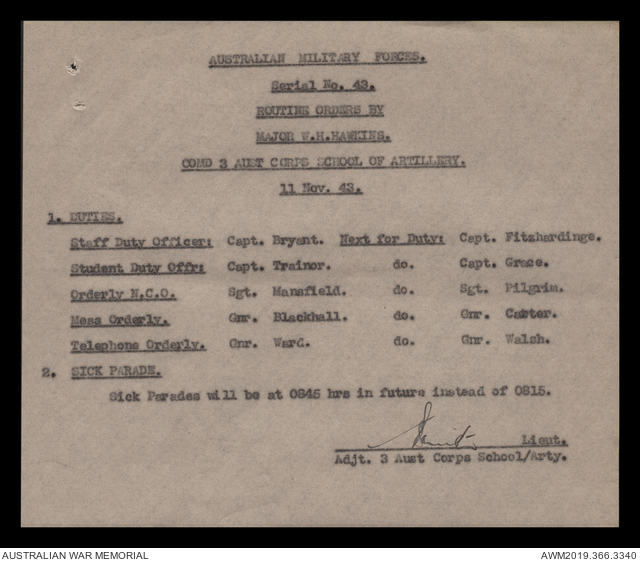 AUSTRALIAN MILITARY FORCES.
Serial No. 43.
ROUTINE ORDERS BY
MAJOR W.H.HAWKINS.
COMD 3 AUST CORPS SCHOOL OF ARTILLERY.
11 Nov. 43.
1. DUTIES.
Staff Duty Officer: Capt. Bryant. Next for Duty: Capt. Fitzhardinge.
Student Duty Offr: Capt. Trainor. do. Capt. Grace.
Orderly N.C.O. Sgt. Mansfield. do. Sgt. Pilgrim.
Mess Orderly. Gnr. Blackhall. do. Gnr. Carter.
Telephone Orderly. Gnr. Ward. do. Gnr. Walsh.
2. SICK PARADE.
Sick Parades will be at 0845 hrs in future instead of 0815.
Lieut.
Adjt. 3 Aust Corps School/Arty.
AUSTRALIAN WAR MEMORIAL AWM2019.366.3340